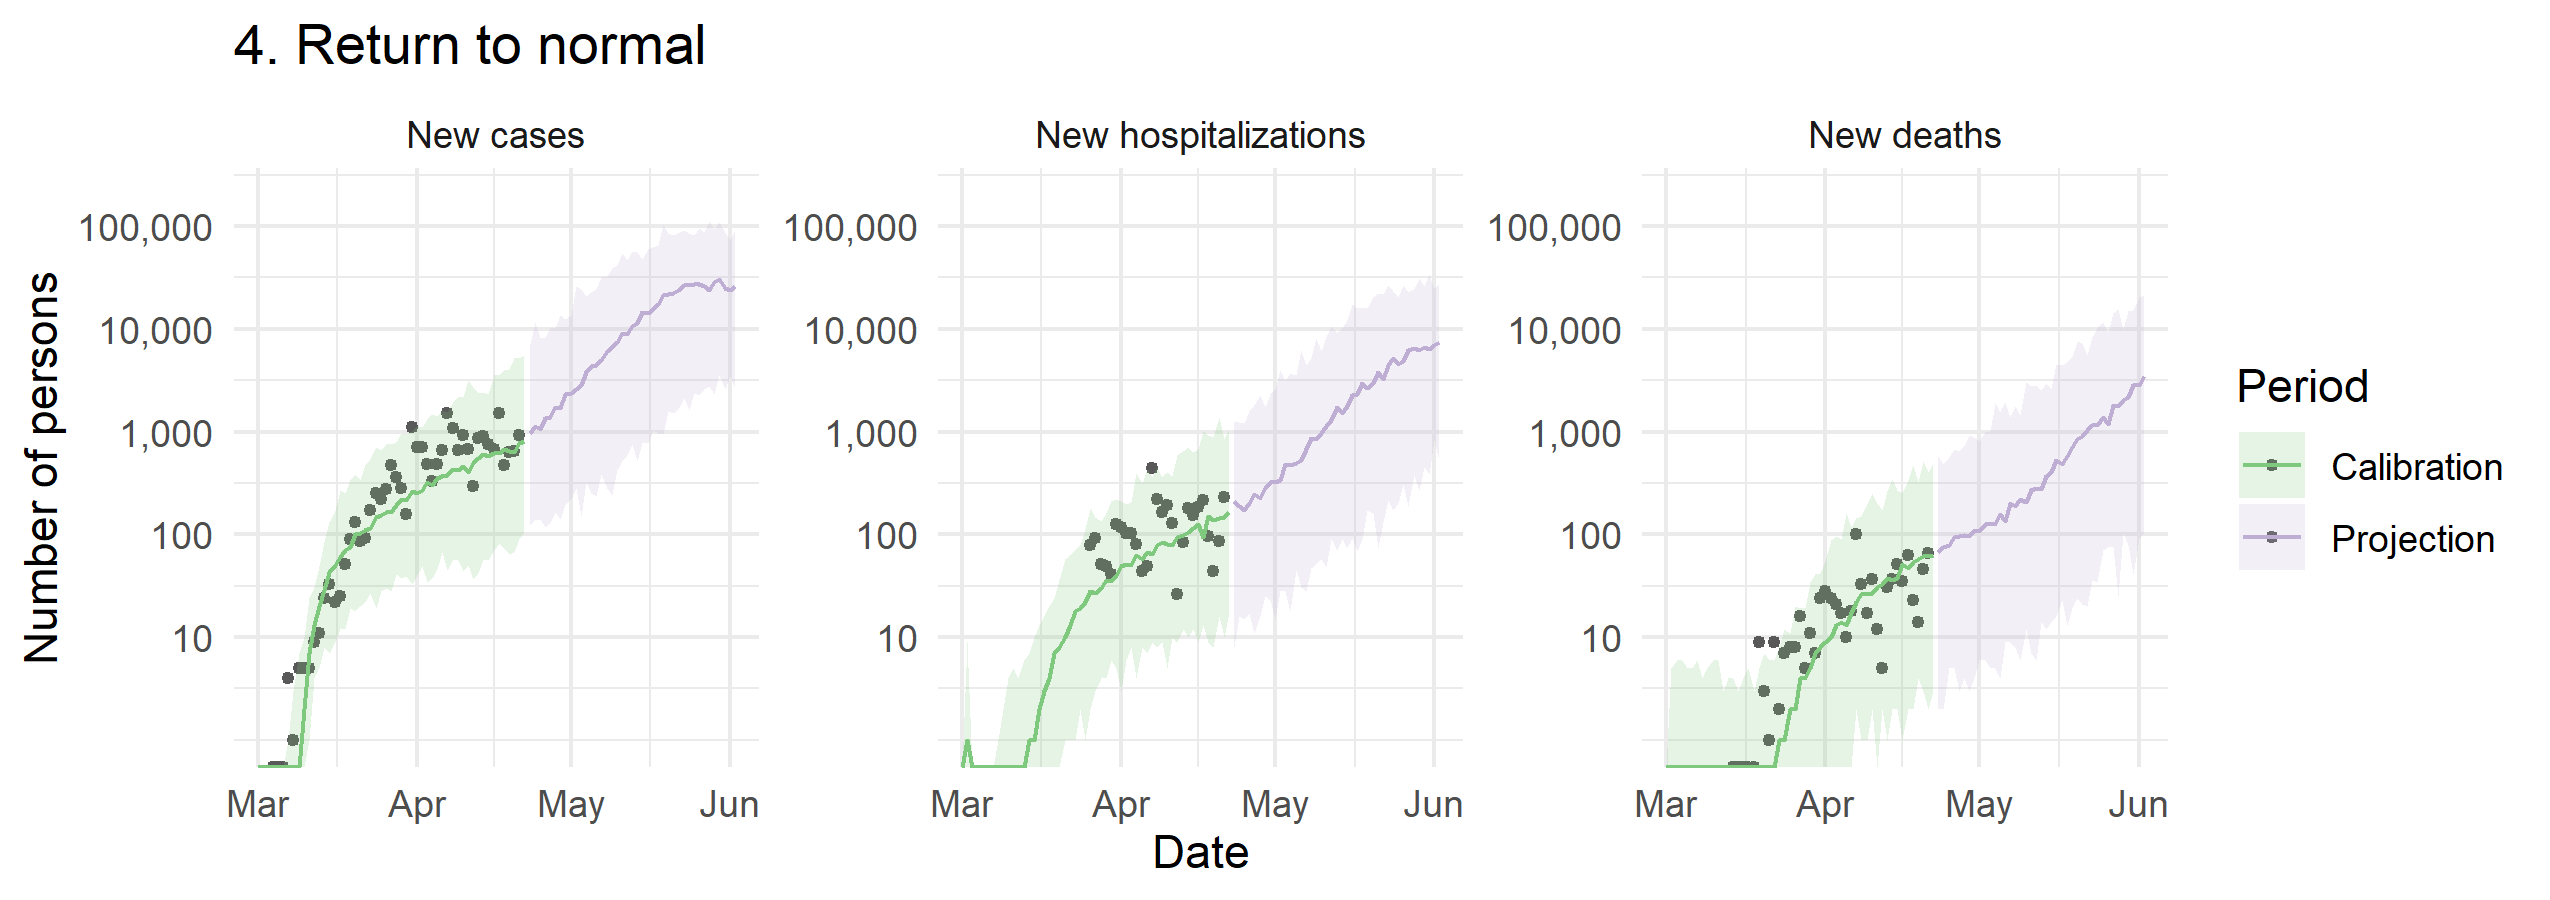 4. Return to normal
New cases
New hospitalizations
New deaths
Number of persons
100,000
10,000
1,000
100
10
100,000
10,000
1,000
100
10
100,000
10,000
1,000
100
10
Mar Apr May Jun
Mar Apr May Jun
Mar Apr May Jun
Date
Period
Calibration
Projection